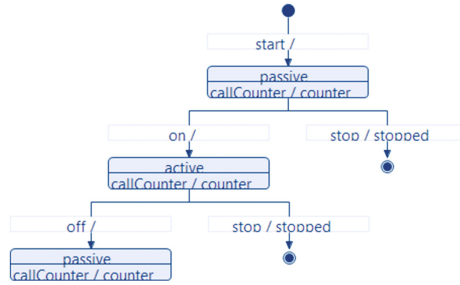 start /
passive
callCounter / counter
on /
stop / stopped
active
callCounter / counter
off /
stop / stopped
passive
callCounter / counter